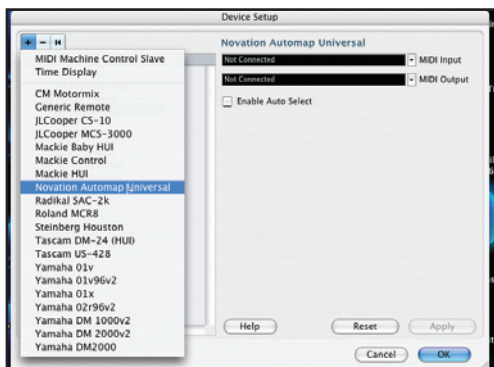 Device Setup
+ - |◀
MIDI Machine Control Slave
Time Display
CM Motormix
Generic Remote
JLCooper CS-10
JLCooper MCS-3000
Mackie Baby HUI
Mackie Control
Mackie HUI
Novation Automap Universal
Radikal SAC-2k
Roland MCR8
Steinberg Houston
Tascam DM-24 (HUI)
Tascam US-428
Yamaha 01v
Yamaha 01v96v2
Yamaha 01x
Yamaha 02r96v2
Yamaha DM 1000v2
Yamaha DM 2000v2
Yamaha DM2000
Novation Automap Universal
Not Connected MIDI Input
Not Connected MIDI Output
Enable Auto Select
Help Reset Apply
Cancel OK